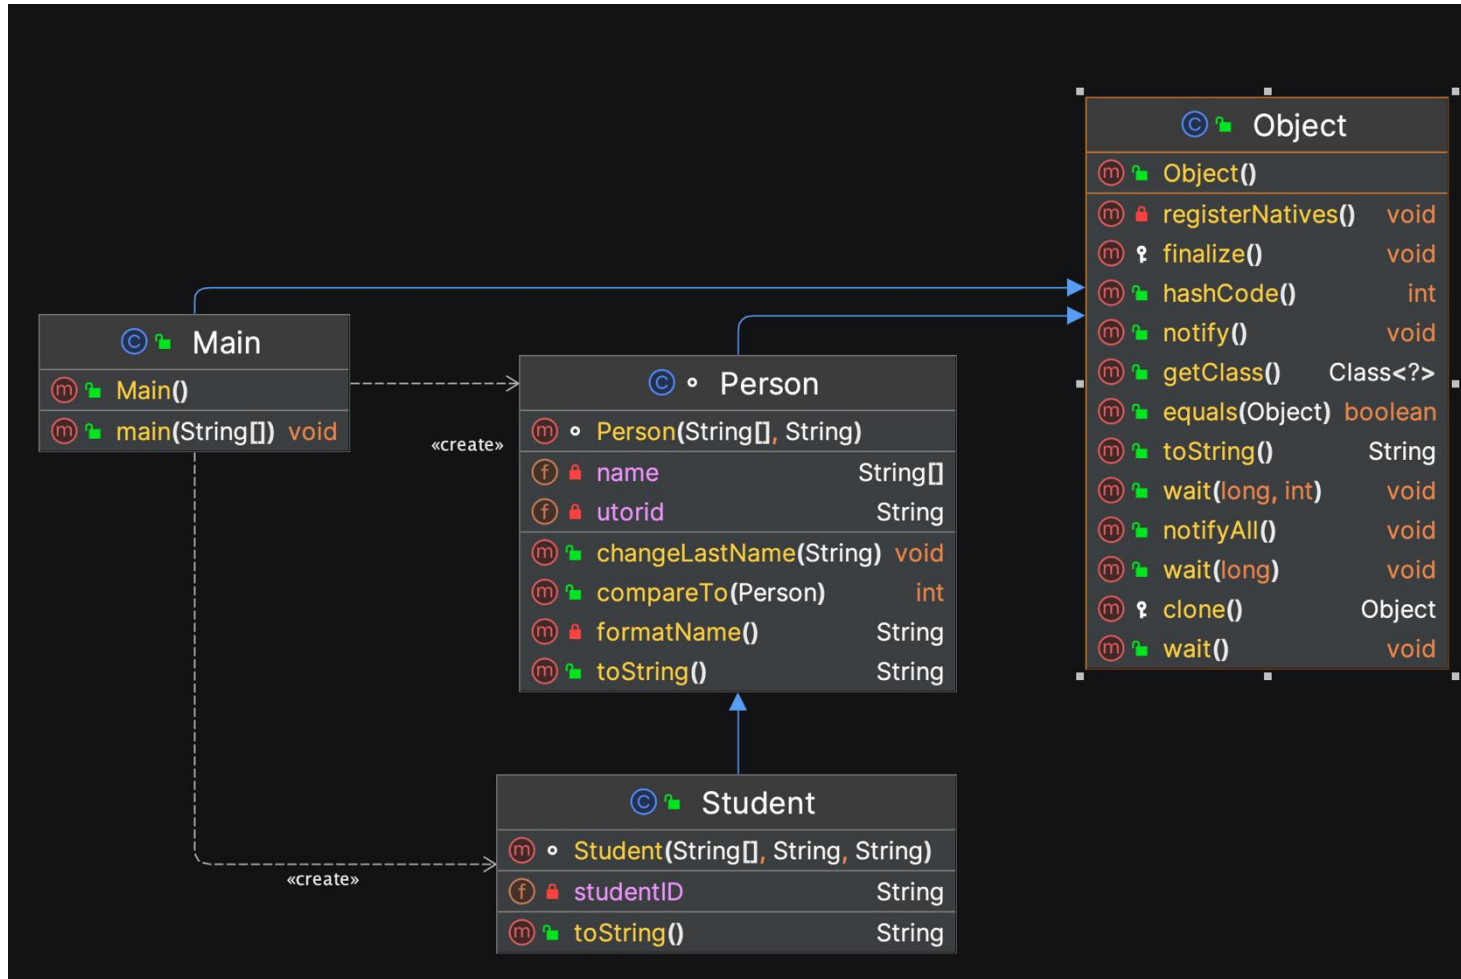 Object
Object()
registerNatives() void
finalize() void
hashCode() int
notify() void
getClass() Class<?>
equals(Object) boolean
toString() String
wait(long, int) void
notifyAll() void
wait(long) void
clone() Object
wait() void
Main
Main()
main(String[]) void
«create»
Person
Person(String[], String)
name String[]
utorid String
changeLastName(String) void
compareTo(Person) int
formatName() String
toString() String
Student
Student(String[], String, String)
studentID String
toString() String
«create»